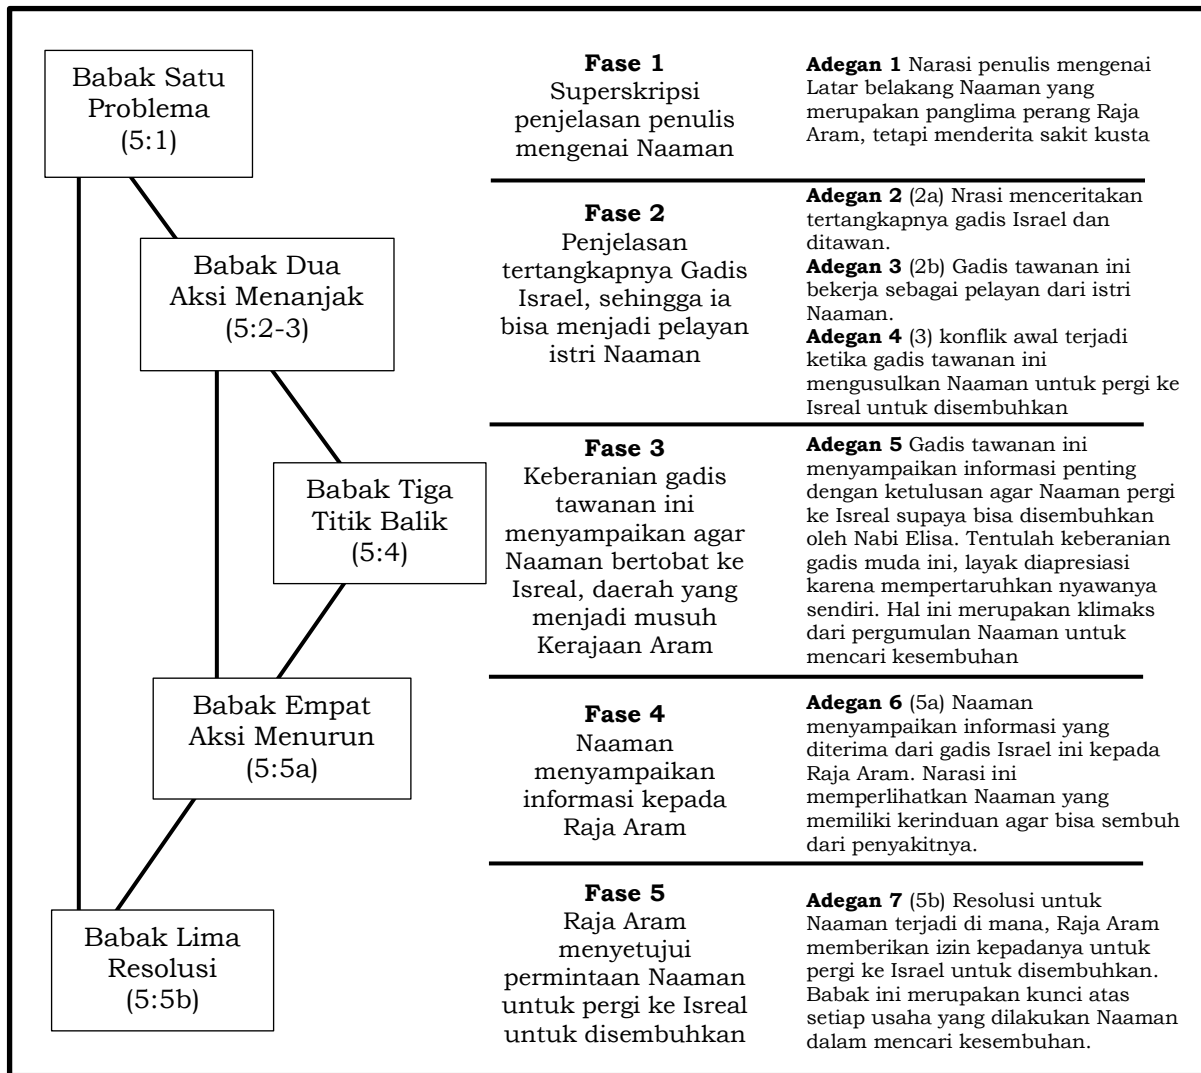 Babak Satu
Problema
(5:1)
Fase 1
Superskripsi
penjelasan penulis
mengenai Naaman
Adegan 1 Narasi penulis mengenai
Latar belakang Naaman yang
merupakan panglima perang Raja
Aram, tetapi menderita sakit kusta
Babak Dua
Aksi Menanjak
(5:2-3)
Fase 2
Penjelasan
tertangkapnya Gadis
Israel, sehingga ia
bisa menjadi pelayan
istri Naaman
Adegan 2 (2a) Nrasi menceritakan
tertangkapnya gadis Israel dan
ditawan.
Adegan 3 (2b) Gadis tawanan ini
bekerja sebagai pelayan dari istri
Naaman.
Adegan 4 (3) konflik awal terjadi
ketika gadis tawanan ini
mengusulkan Naaman untuk pergi ke
Isreal untuk disembuhkan
Babak Tiga
Titik Balik
(5:4)
Fase 3
Keberanian gadis
tawanan ini
menyampaikan agar
Naaman bertobat ke
Isreal, daerah yang
menjadi musuh
Kerajaan Aram
Adegan 5 Gadis tawanan ini
menyampaikan informasi penting
dengan ketulusan agar Naaman pergi
ke Isreal supaya bisa disembuhkan
oleh Nabi Elisa. Tentulah keberanian
gadis muda ini, layak diapresiasi
karena mempertaruhkan nyawanya
sendiri. Hal ini merupakan klimaks
dari pergumulan Naaman untuk
mencari kesembuhan
Babak Empat
Aksi Menurun
(5:5a)
Fase 4
Naaman
menyampaikan
informasi kepada
Raja Aram
Adegan 6 (5a) Naaman
menyampaikan informasi yang
diterima dari gadis Israel ini kepada
Raja Aram. Narasi ini
memperlihatkan Naaman yang
memiliki kerinduan agar bisa sembuh
dari penyakitnya.
Babak Lima
Resolusi
(5:5b)
Fase 5
Raja Aram
menyetujui
permintaan Naaman
untuk pergi ke Isreal
untuk disembuhkan
Adegan 7 (5b) Resolusi untuk
Naaman terjadi di mana, Raja Aram
memberikan izin kepadanya untuk
pergi ke Israel untuk disembuhkan.
Babak ini merupakan kunci atas
setiap usaha yang dilakukan Naaman
dalam mencari kesembuhan.